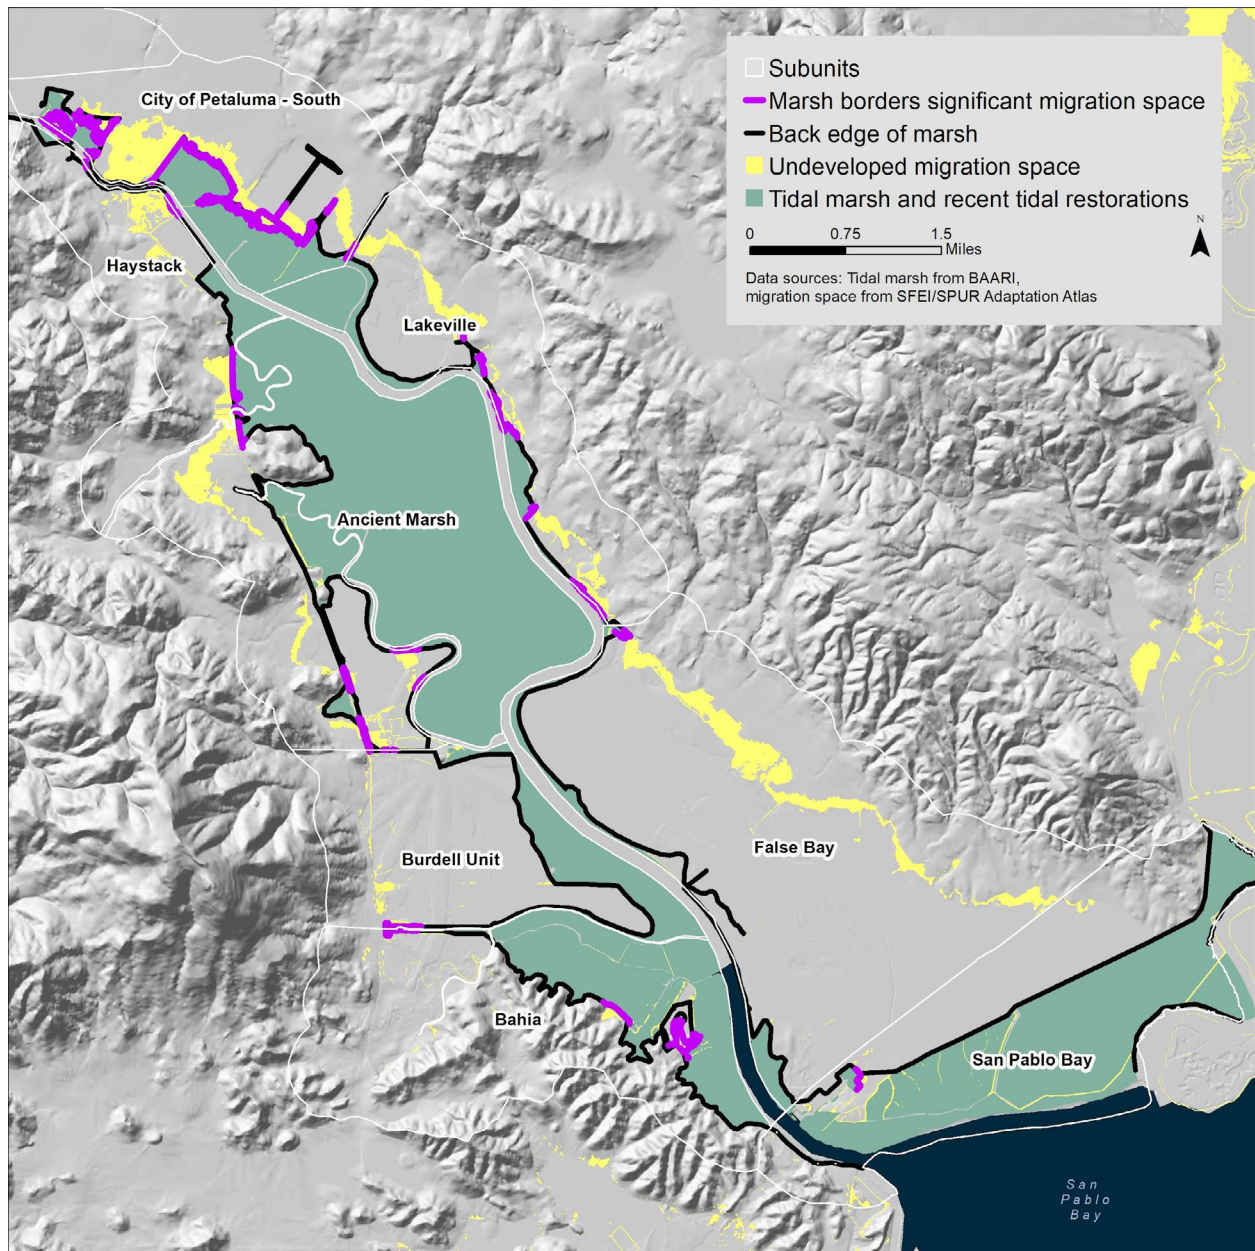 Subunits
Marsh borders significant migration space
Back edge of marsh
Undeveloped migration space
Tidal marsh and recent tidal restorations
N
0 0.75 1.5
Miles
Data sources: Tidal marsh from BAARI,
migration space from SFEI/SPUR Adaptation Atlas
City of Petaluma - South
Haystack
Lakeville
Ancient Marsh
False Bay
Burdell Unit
Bahia
San Pablo Bay
San
Pablo
Bay